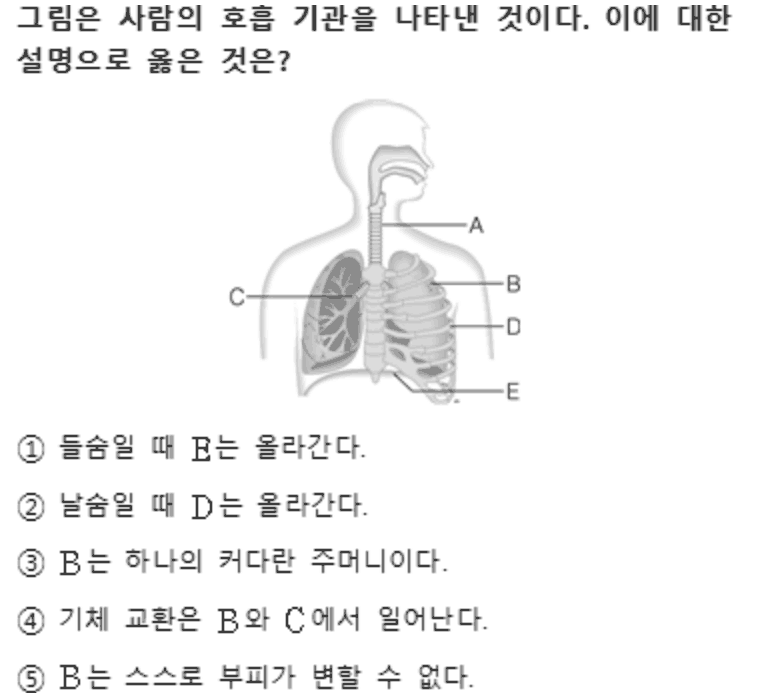 그림은 사람의 호흡 기관을 나타낸 것이다. 이에 대한
설명으로 옳은 것은?
A
B
C
D
E
① 들숨일 때 E는 올라간다.
② 날숨일 때 D는 올라간다.
③ B는 하나의 커다란 주머니이다.
④ 기체 교환은 B와 C에서 일어난다.
⑤ B는 스스로 부피가 변할 수 없다.